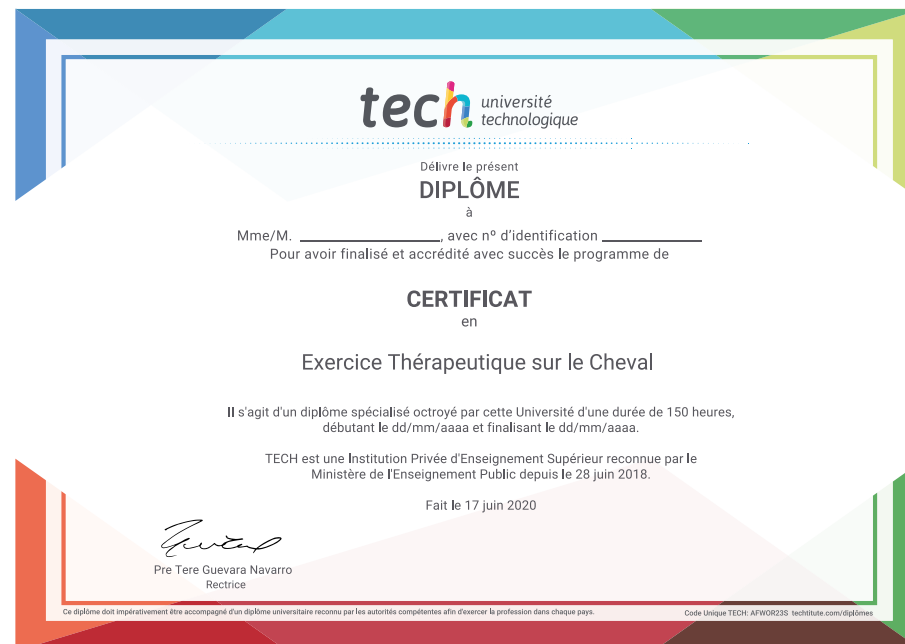 tech université
technologique
Délivre le présent
DIPLÔME
à
Mme/M. ____________________, avec nº d'identification ______________
Pour avoir finalisé et accrédité avec succès le programme de
CERTIFICAT
en
Exercice Thérapeutique sur le Cheval
Il s'agit d'un diplôme spécialisé octroyé par cette Université d'une durée de 150 heures,
débutant le dd/mm/aaaa et finalisant le dd/mm/aaaa.
TECH est une Institution Privée d'Enseignement Supérieur reconnue par le
Ministère de l'Enseignement Public depuis le 28 juin 2018.
Fait le 17 juin 2020
Pre Tere Guevara Navarro
Rectrice
Ce diplôme doit impérativement être accompagné d'un diplôme universitaire reconnu par les autorités compétentes afin d'exercer la profession dans chaque pays.
Code Unique TECH: AFWOR23S techtitute.com/diplômes